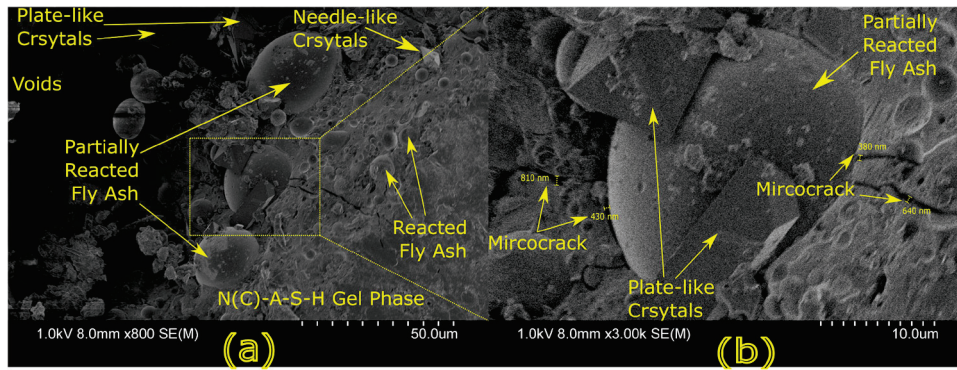 Plate-like
Crsytals
Voids
Needle-like
Crsytals
Partially
Reacted
Fly Ash
Reacted
Fly Ash
N(C)-A-S-H Gel Phase
1.0kV 8.0mm x800 SE(M)
50.0um
(a)
Partially
Reacted
Fly Ash
380 nm
810 nm
Mircocrack
430 nm
640 nm
Mircocrack
Plate-like
Crsytals
1.0kV 8.0mm x3.00k SE(M)
10.0um
(b)